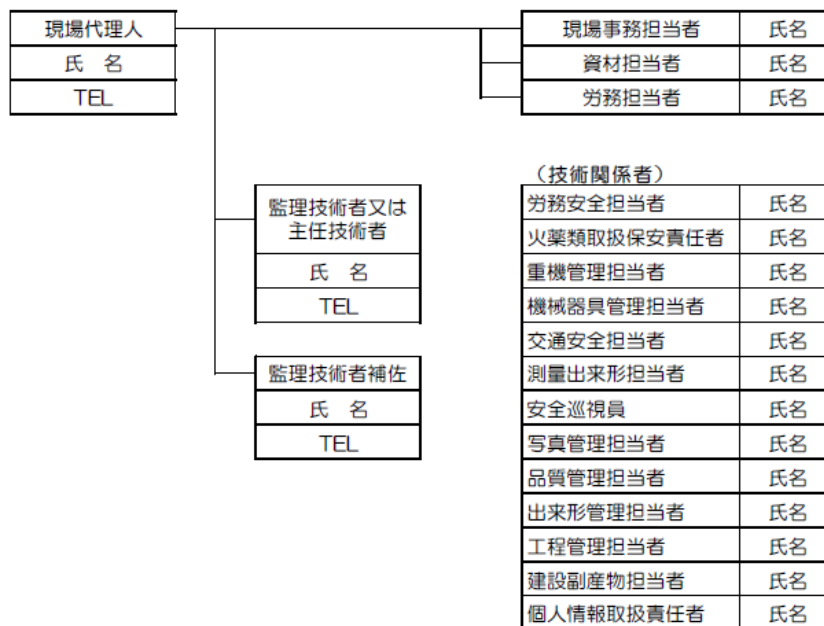 現場代理人
氏 名
TEL
現場事務担当者 氏名
資材担当者 氏名
労務担当者 氏名
監理技術者又は
主任技術者
氏 名
TEL
監理技術者補佐
氏 名
TEL
（技術関係者）
労務安全担当者 氏名
火薬類取扱保安責任者 氏名
重機管理担当者 氏名
機械器具管理担当者 氏名
交通安全担当者 氏名
測量出来形担当者 氏名
安全巡視員 氏名
写真管理担当者 氏名
品質管理担当者 氏名
出来形管理担当者 氏名
工程管理担当者 氏名
建設副産物担当者 氏名
個人情報取扱責任者 氏名